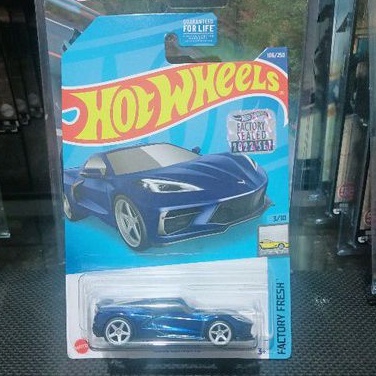 GUARANTEED
FOR LIFE
106/250
HOT WHEELS
FACTORY
SEALED
2022 SET
3/10
FACTORY FRESH
3+